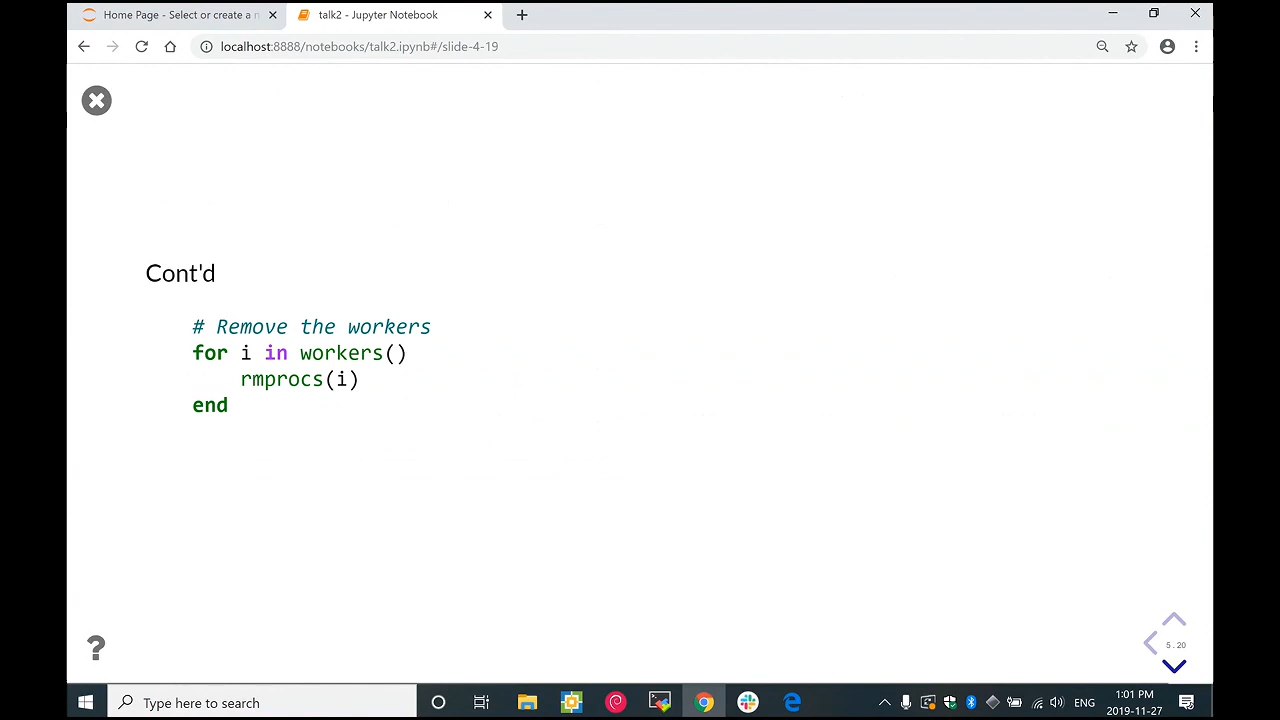 Home Page - Select or create a n
talk2 - Jupyter Notebook
localhost:8888/notebooks/talk2.ipynb#/slide-4-19
Cont'd
# Remove the workers
for i in workers()
    rmprocs(i)
end
?
5.20
Type here to search
ENG
1:01 PM
2019-11-27